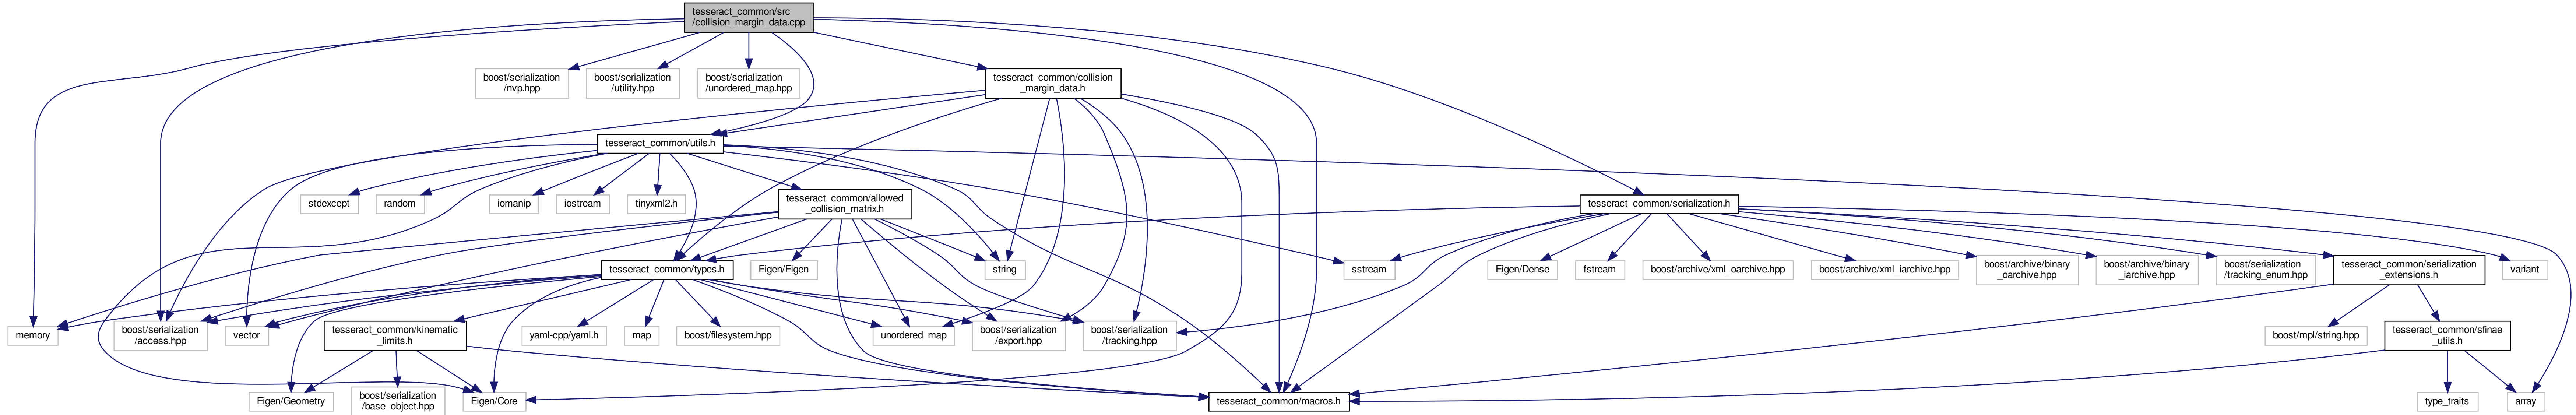 tesseract_common/src
/collision_margin_data.cpp
boost/serialization
/nvp.hpp
boost/serialization
/utility.hpp
boost/serialization
/unordered_map.hpp
tesseract_common/collision
_margin_data.h
tesseract_common/utils.h
stdexcept
random
iomanip
iostream
tinyxml2.h
tesseract_common/allowed
_collision_matrix.h
tesseract_common/serialization.h
tesseract_common/types.h
Eigen/Eigen
string
sstream
Eigen/Dense
fstream
boost/archive/xml_oarchive.hpp
boost/archive/xml_iarchive.hpp
boost/archive/binary
_oarchive.hpp
boost/archive/binary
_iarchive.hpp
boost/serialization
/tracking_enum.hpp
tesseract_common/serialization
_extensions.h
variant
memory
boost/serialization
/access.hpp
vector
tesseract_common/kinematic
_limits.h
yaml-cpp/yaml.h
map
boost/filesystem.hpp
unordered_map
boost/serialization
/export.hpp
boost/serialization
/tracking.hpp
boost/mpl/string.hpp
tesseract_common/sfinae
_utils.h
Eigen/Geometry
boost/serialization
/base_object.hpp
Eigen/Core
tesseract_common/macros.h
type_traits
array